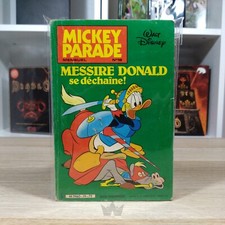 MICKEY
PARADE
Walt
Disney
MESSIRE DONALD
se déchaîne!